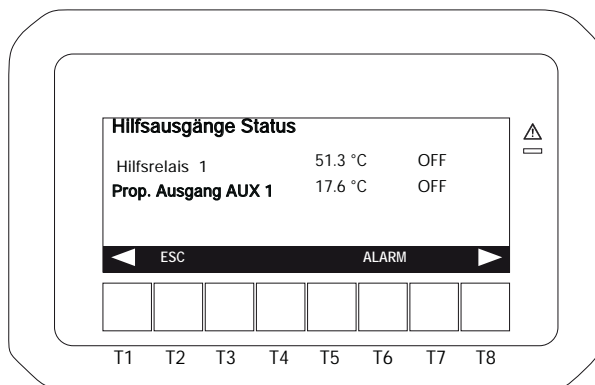 Hilfsausgänge Status
Hilfsrelais 1 51.3 °C OFF
Prop. Ausgang AUX 1 17.6 °C OFF
ESC ALARM
T1 T2 T3 T4 T5 T6 T7 T8